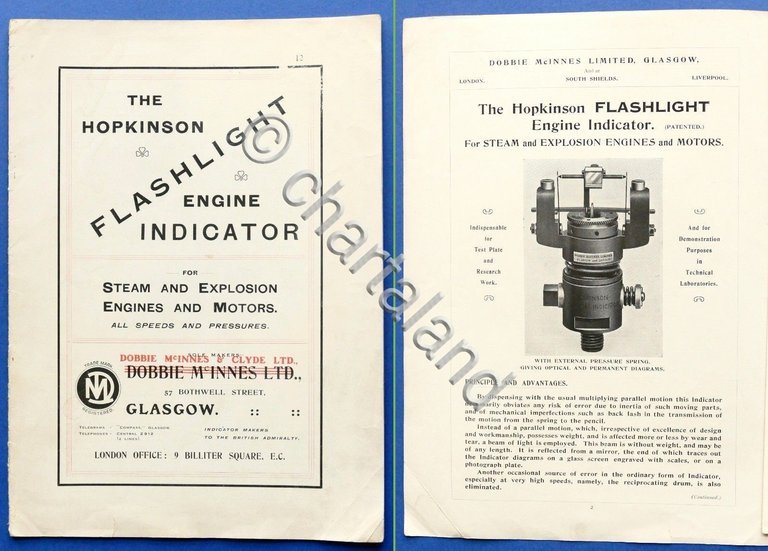 12
THE
HOPKINSON
FLASHLIGHT
ENGINE
INDICATOR
FOR
STEAM AND EXPLOSION
ENGINES AND MOTORS.
ALL SPEEDS AND PRESSURES.
SOLE MAKERS
DOBBIE McINNES & CLYDE LTD.,
DOBBIE McINNES LTD.,
57 BOTHWELL STREET,
GLASGOW. :: ::
TRADE MARK
M
REGISTERED
TELEGRAMS - "COMPASS," GLASGOW.
TELEPHONES - CENTRAL 2912
(2 LINES)
INDICATOR MAKERS
TO THE BRITISH ADMIRALTY.
LONDON OFFICE: 9 BILLITER SQUARE, E.C.
DOBBIE McINNES LIMITED, GLASGOW,
And at
LONDON. SOUTH SHIELDS. LIVERPOOL.
The Hopkinson FLASHLIGHT
Engine Indicator. (PATENTED.)
For STEAM and EXPLOSION ENGINES and MOTORS.
Indispensable
for
Test Plate
and
Research
Work.
And for
Demonstration
Purposes
in
Technical
Laboratories.
HOPKINSON
WITH EXTERNAL PRESSURE SPRING.
GIVING OPTICAL AND PERMANENT DIAGRAMS.
PRINCIPLE AND ADVANTAGES.
By dispensing with the usual multiplying parallel motion this Indicator
necessarily obviates any risk of error due to inertia of such moving parts,
and of mechanical imperfections such as back lash in the transmission of
the motion from the spring to the pencil.
Instead of a parallel motion, which, irrespective of excellence of design
and workmanship, possesses weight, and is affected more or less by wear and
tear, a beam of light is employed. This beam is without weight, and may be
of any length. It is reflected from a mirror, the end of which traces out
the Indicator diagrams on a glass screen engraved with scales, or on a
photograph plate.
Another occasional source of error in the ordinary form of Indicator,
especially at very high speeds, namely, the reciprocating drum, is also
eliminated.
(Continued.)
2
© chartaland